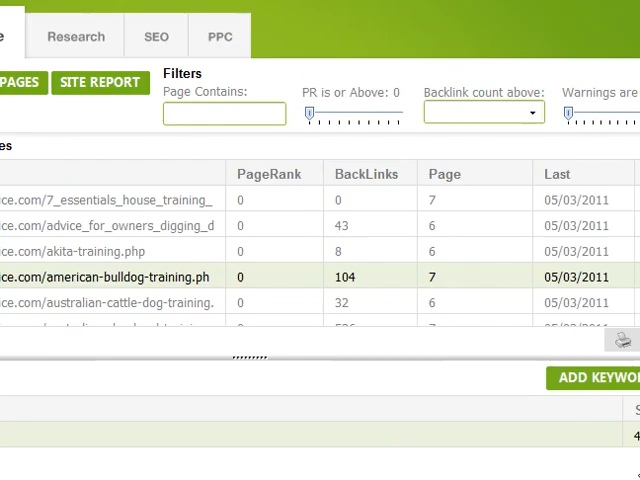 e Research SEO PPC
PAGES SITE REPORT Filters
Page Contains: PR is or Above: 0 Backlink count above: Warnings are
es
PageRank BackLinks Page Last
ice.com/7_essentials_house_training_ 0 0 7 05/03/2011
ice.com/advice_for_owners_digging_d 0 43 6 05/03/2011
ice.com/akita-training.php 0 8 6 05/03/2011
ice.com/american-bulldog-training.ph 0 104 7 05/03/2011
ice.com/australian-cattle-dog-training. 0 32 6 05/03/2011
ADD KEYWO
S
4